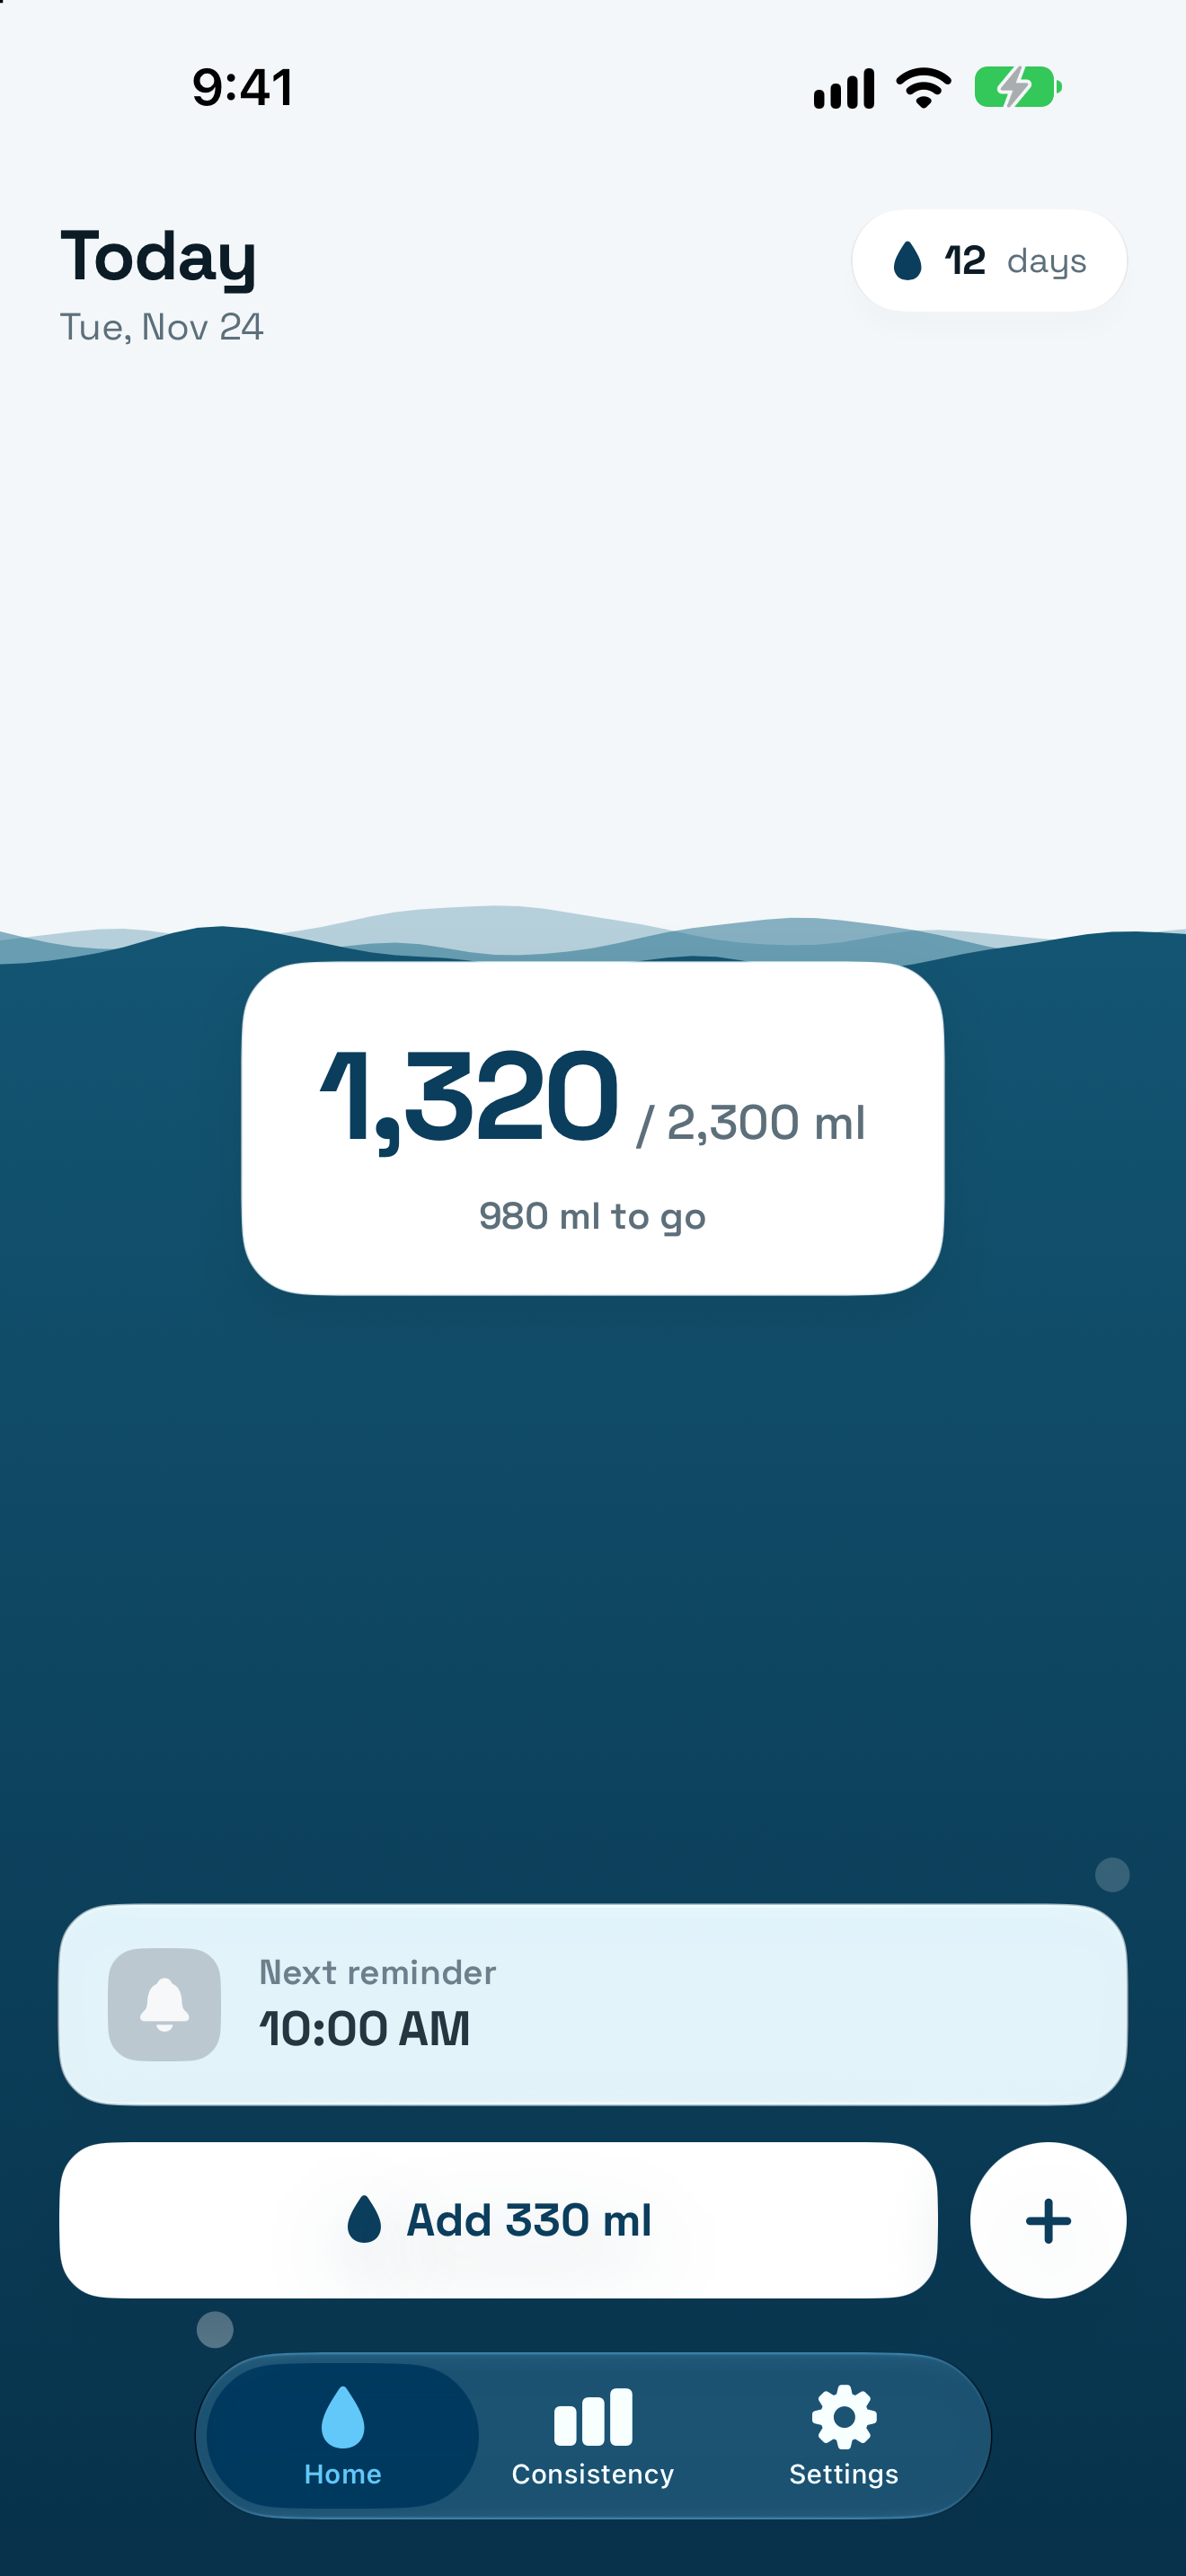 9:41
Today
12 days
Tue, Nov 24
1,320 / 2,300 ml
980 ml to go
Next reminder
10:00 AM
Add 330 ml
Home
Consistency
Settings